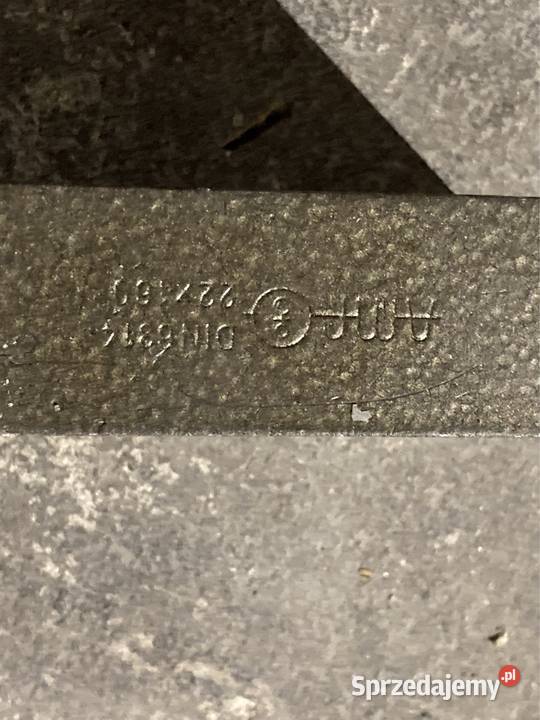 AMF
DIN6314
22X160
Sprzedajemy.pl